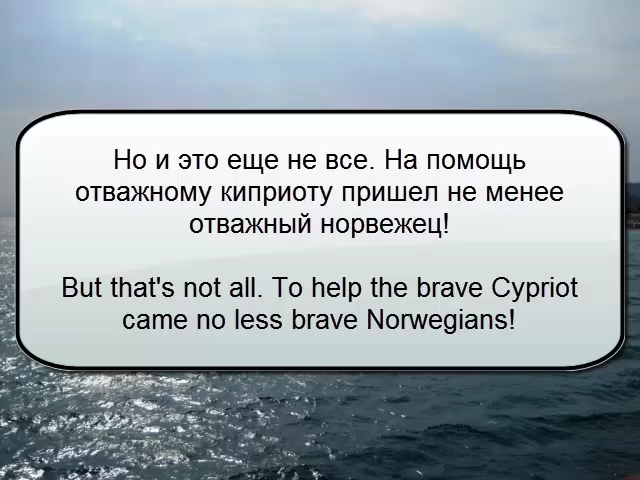 Но и это еще не все. На помощь
отважному киприоту пришел не менее
отважный норвежец!
But that's not all. To help the brave Cypriot
came no less brave Norwegians!